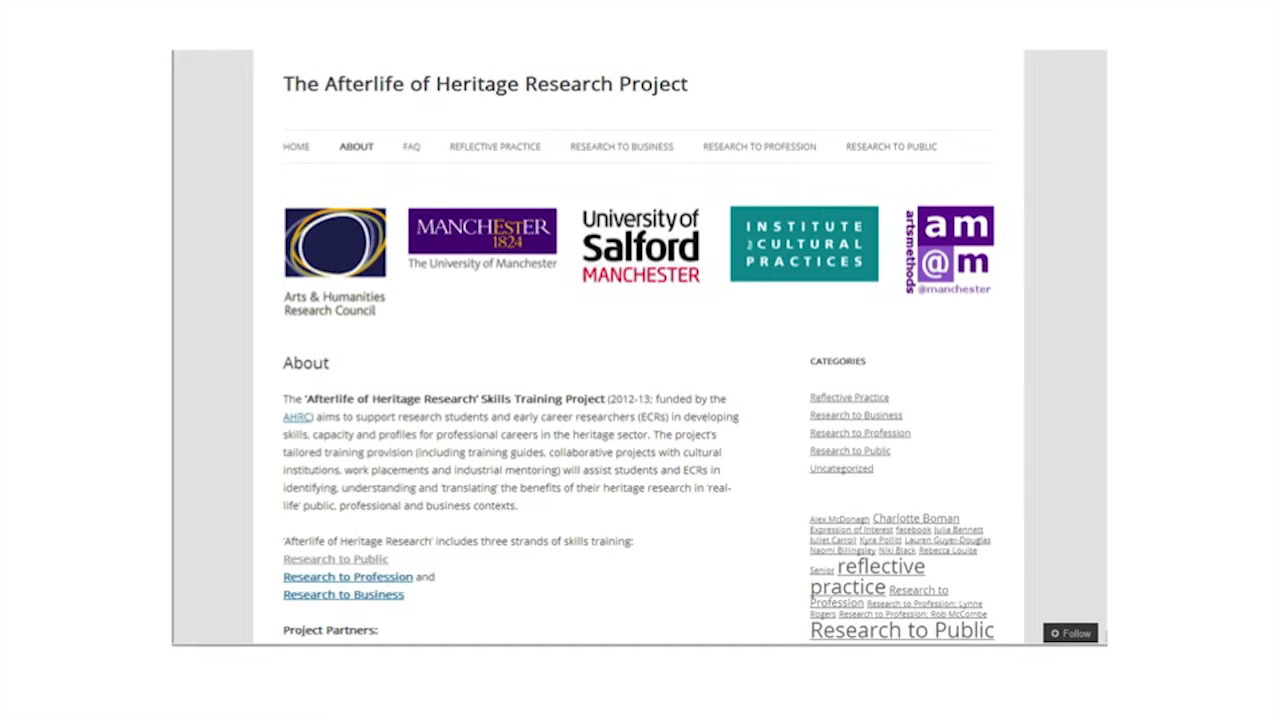 The Afterlife of Heritage Research Project
HOME ABOUT FAQ REFLECTIVE PRACTICE RESEARCH TO BUSINESS RESEARCH TO PROFESSION RESEARCH TO PUBLIC
Arts & Humanities
Research Council
MANCHESTER
1824
The University of Manchester
University of
Salford
MANCHESTER
INSTITUTE
for CULTURAL
PRACTICES
artsmethods
am
@m
@manchester
About
The 'Afterlife of Heritage Research' Skills Training Project (2012-13; funded by the
AHRC) aims to support research students and early career researchers (ECRs) in developing
skills, capacity and profiles for professional careers in the heritage sector. The project's
tailored training provision (including training guides, collaborative projects with cultural
institutions, work placements and industrial mentoring) will assist students and ECRs in
identifying, understanding and 'translating' the benefits of their heritage research in 'real-
life' public, professional and business contexts.
'Afterlife of Heritage Research' includes three strands of skills training:
Research to Public
Research to Profession and
Research to Business
Project Partners:
CATEGORIES
Reflective Practice
Research to Business
Research to Profession
Research to Public
Uncategorized
Alex McDonagh Charlotte Boman
Expression of Interest facebook Julia Bennett
Juliet Carroll Kyra Pollitt Lauren Guyer-Douglas
Naomi Billingsley Niki Black Rebecca Louise
Senior reflective
practice Research to
Profession Research to Profession: Lynne
Rogers Research to Profession: Rob McCombe
Research to Public
Follow